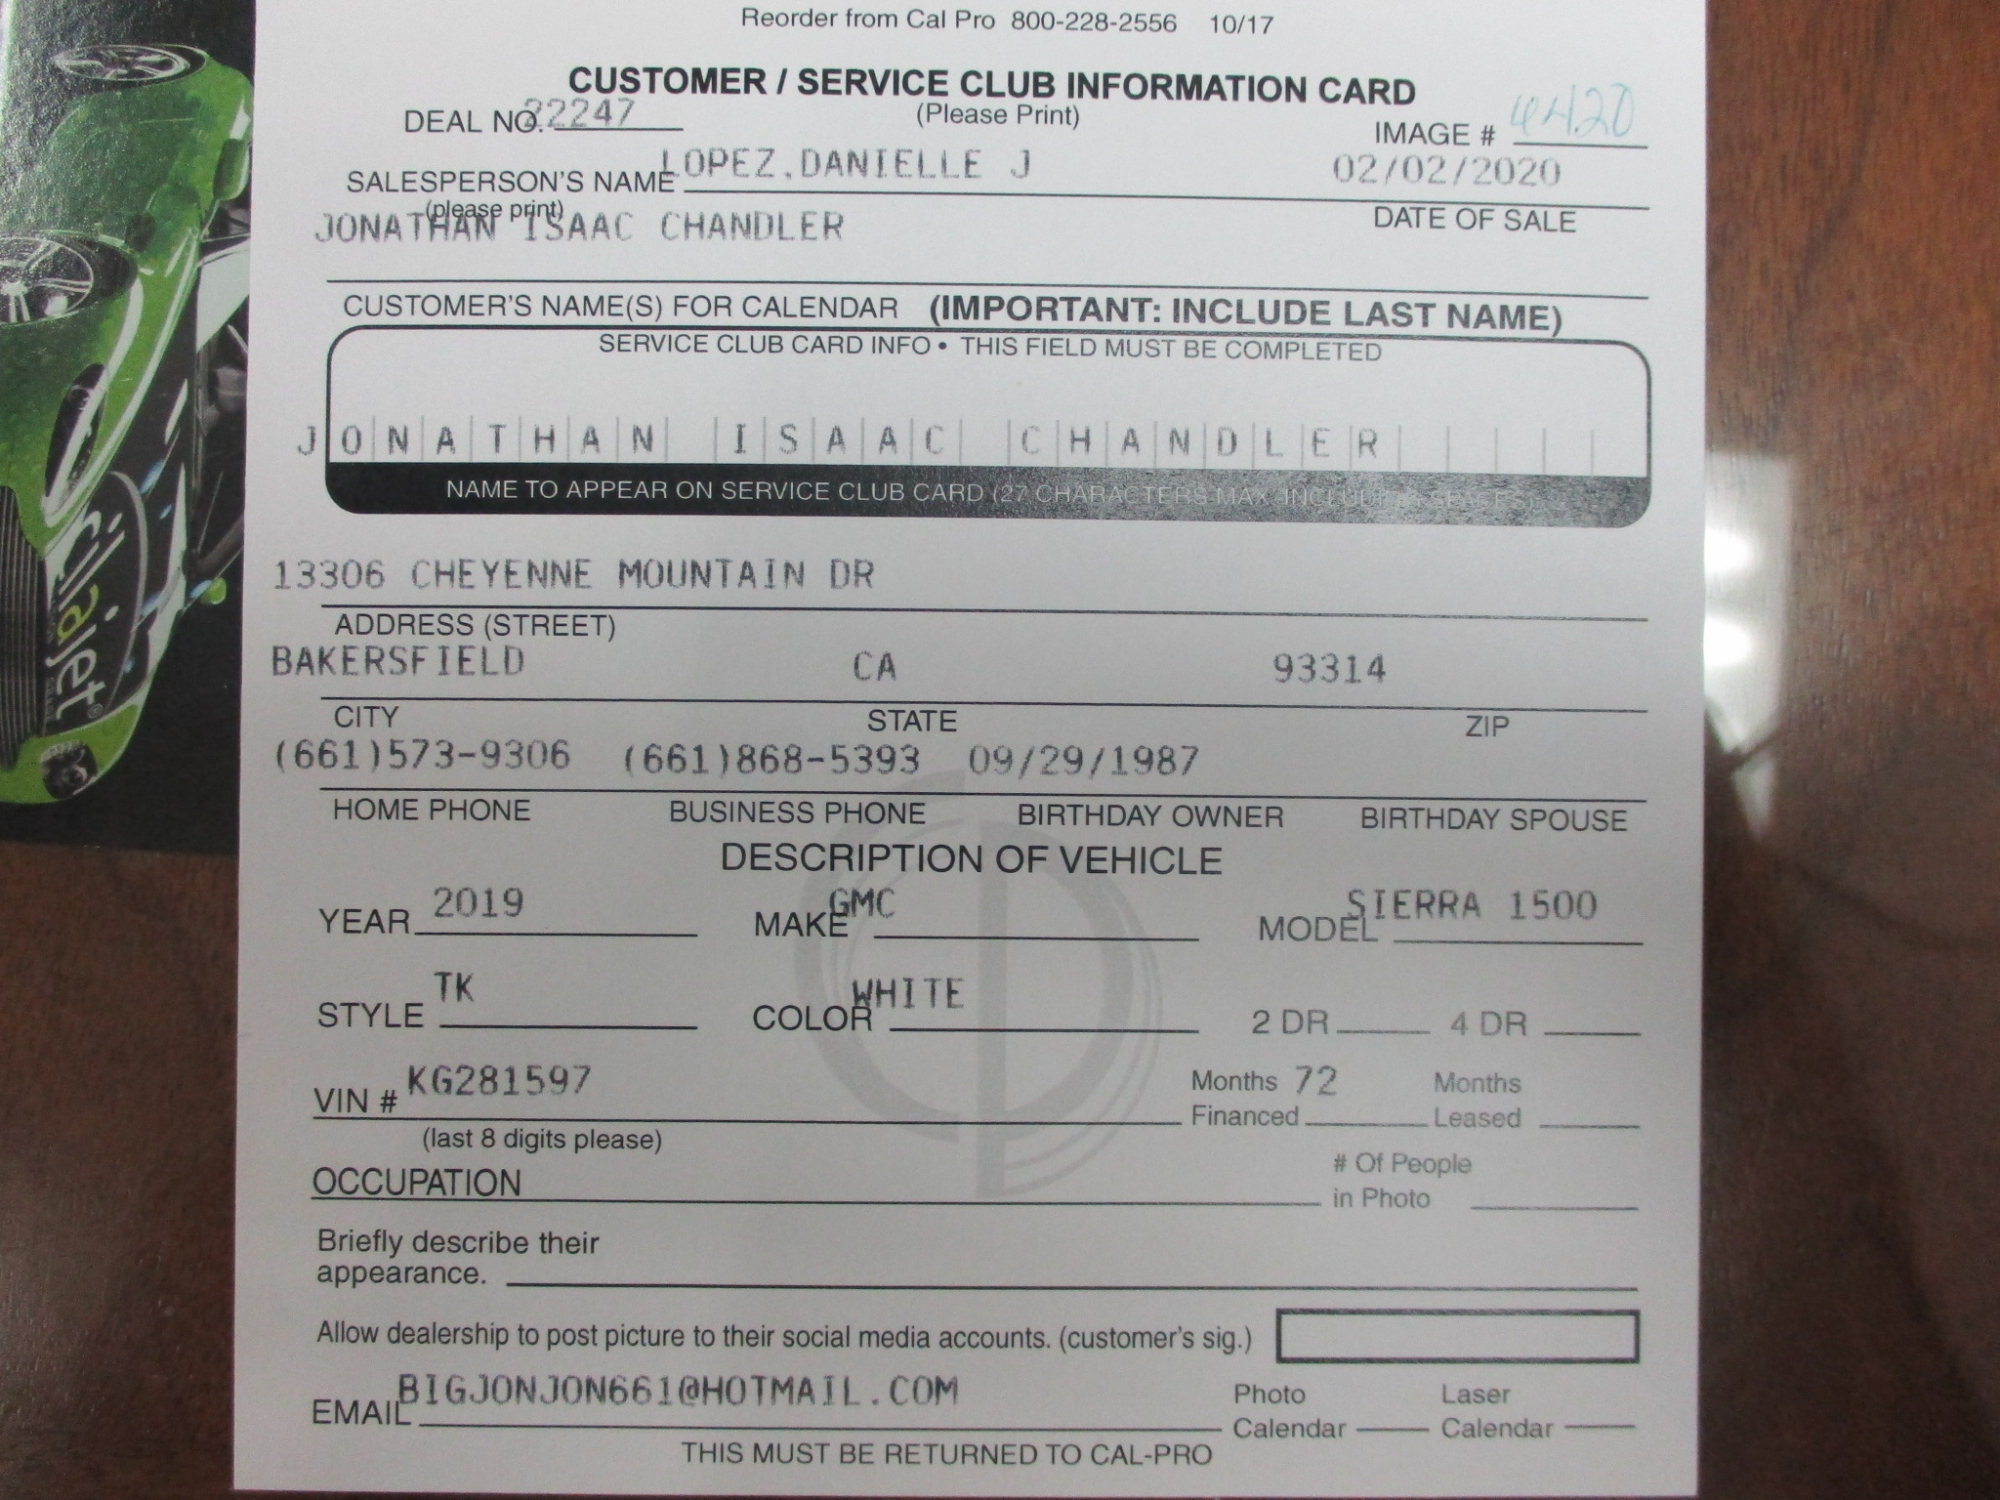 Reorder from Cal Pro 800-228-2556 10/17
CUSTOMER / SERVICE CLUB INFORMATION CARD
(Please Print)
DEAL NO. 22247
IMAGE # 4420
SALESPERSON'S NAME LOPEZ,DANIELLE J 02/02/2020
(please print) DATE OF SALE
JONATHAN ISAAC CHANDLER
CUSTOMER'S NAME(S) FOR CALENDAR (IMPORTANT: INCLUDE LAST NAME)
SERVICE CLUB CARD INFO • THIS FIELD MUST BE COMPLETED
JONATHAN ISAAC CHANDLER
NAME TO APPEAR ON SERVICE CLUB CARD (27 CHARACTERS MAX. INCLUDING SPACES)
13306 CHEYENNE MOUNTAIN DR
ADDRESS (STREET)
BAKERSFIELD CA 93314
CITY STATE ZIP
(661)573-9306 (661)868-5393 09/29/1987
HOME PHONE BUSINESS PHONE BIRTHDAY OWNER BIRTHDAY SPOUSE
DESCRIPTION OF VEHICLE
YEAR 2019 MAKE GMC MODEL SIERRA 1500
STYLE TK COLOR WHITE 2 DR 4 DR
VIN # KG281597 Months Financed 72 Months Leased
(last 8 digits please)
OCCUPATION # Of People in Photo
Briefly describe their
appearance.
Allow dealership to post picture to their social media accounts. (customer's sig.)
EMAIL BIGJONJON661@HOTMAIL.COM Photo Calendar Laser Calendar
THIS MUST BE RETURNED TO CAL-PRO